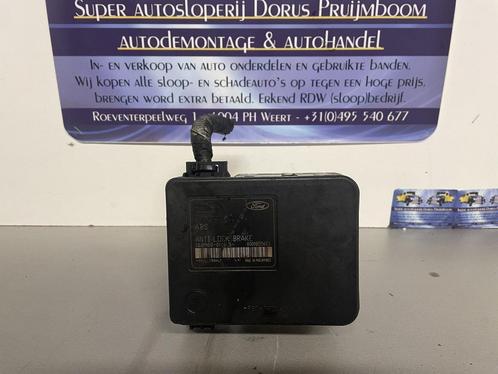 Super autosloperij Dorus Pruijmboom
autodemontage & autohandel
In- en verkoop van auto onderdelen en gebruikte banden.
Wij kopen alle sloop- en schadeauto's op tegen een hoge prijs,
brengen word extra betaald. Erkend RDW (sloop)bedrijf.
Roeventerpeelweg 1 6004 PH Weert - +31(0)495 540 677
Ford
ABS
ANTI LOCK BRAKE